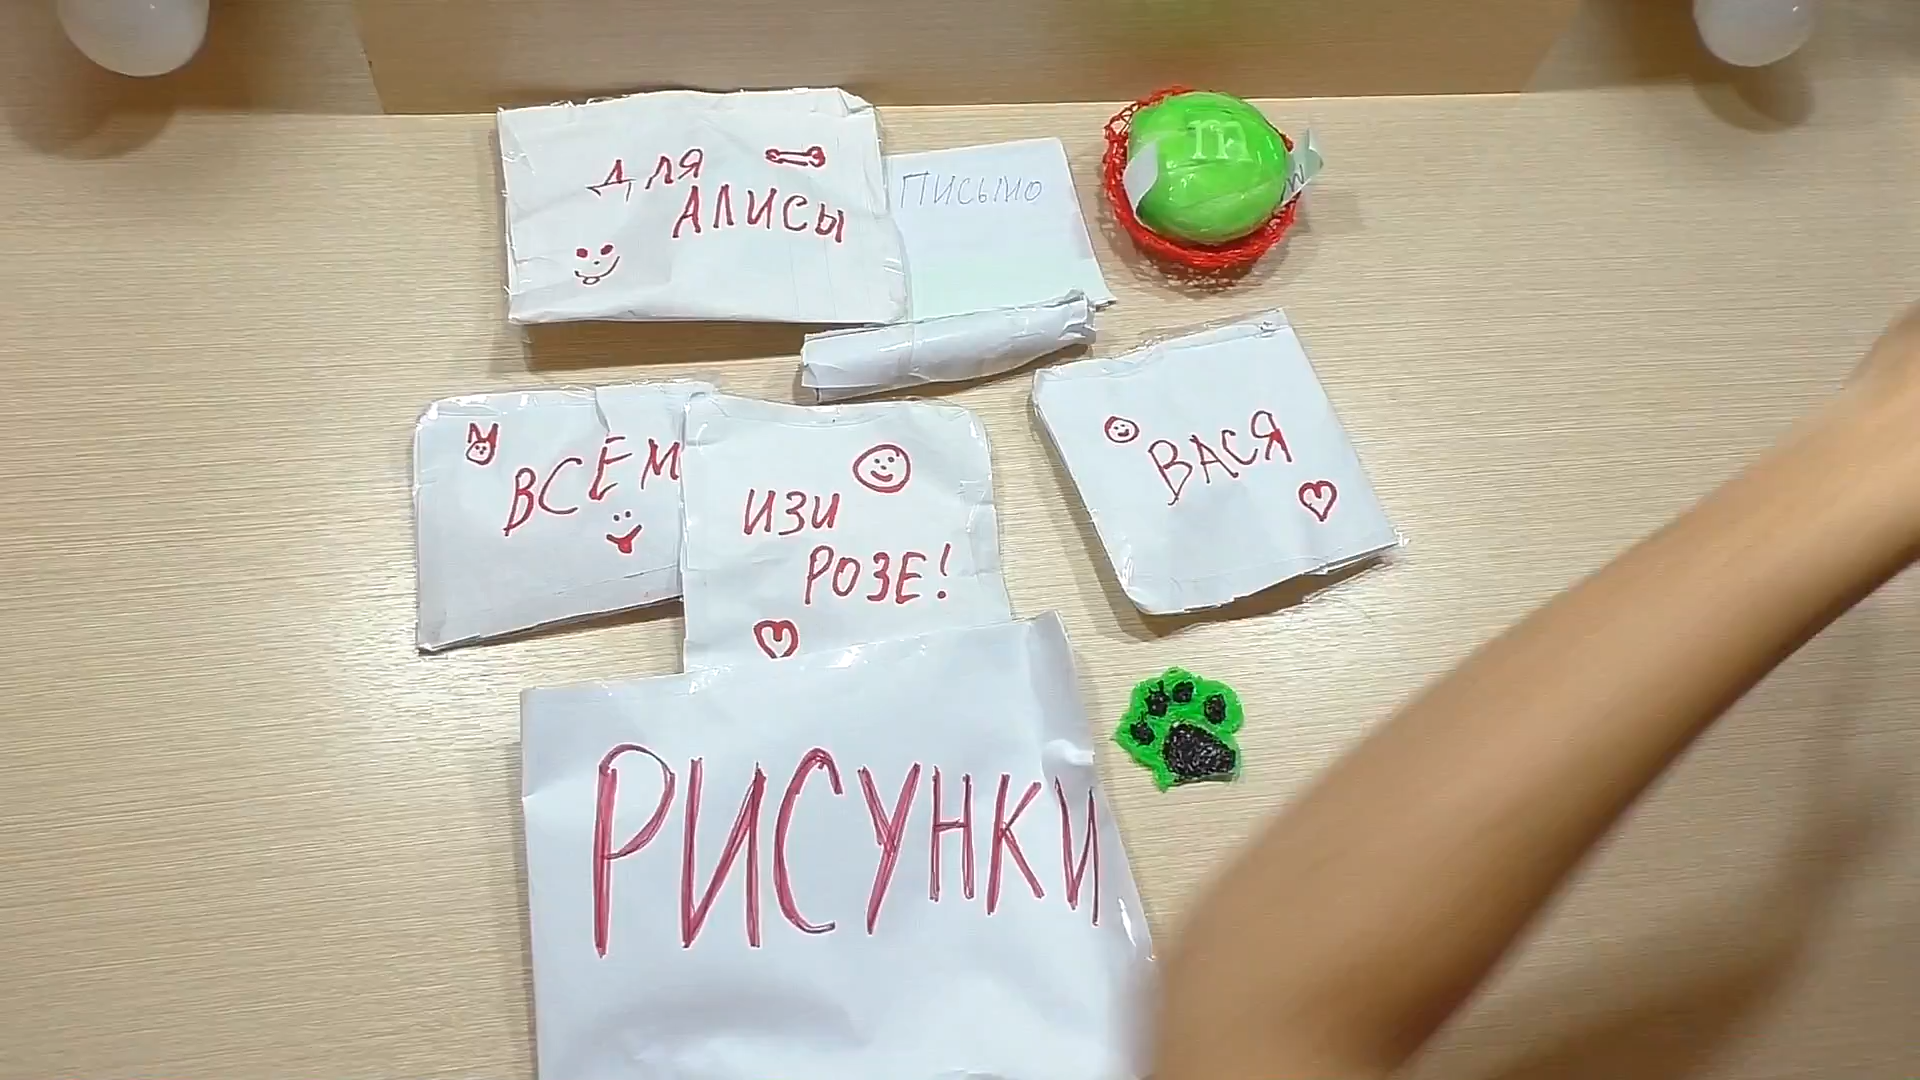 ДЛЯ
АЛИСЫ
ПИСЬМО
m
ВСЕМ
ИЗИ
РОЗЕ!
ВАСЯ
РИСУНКИ